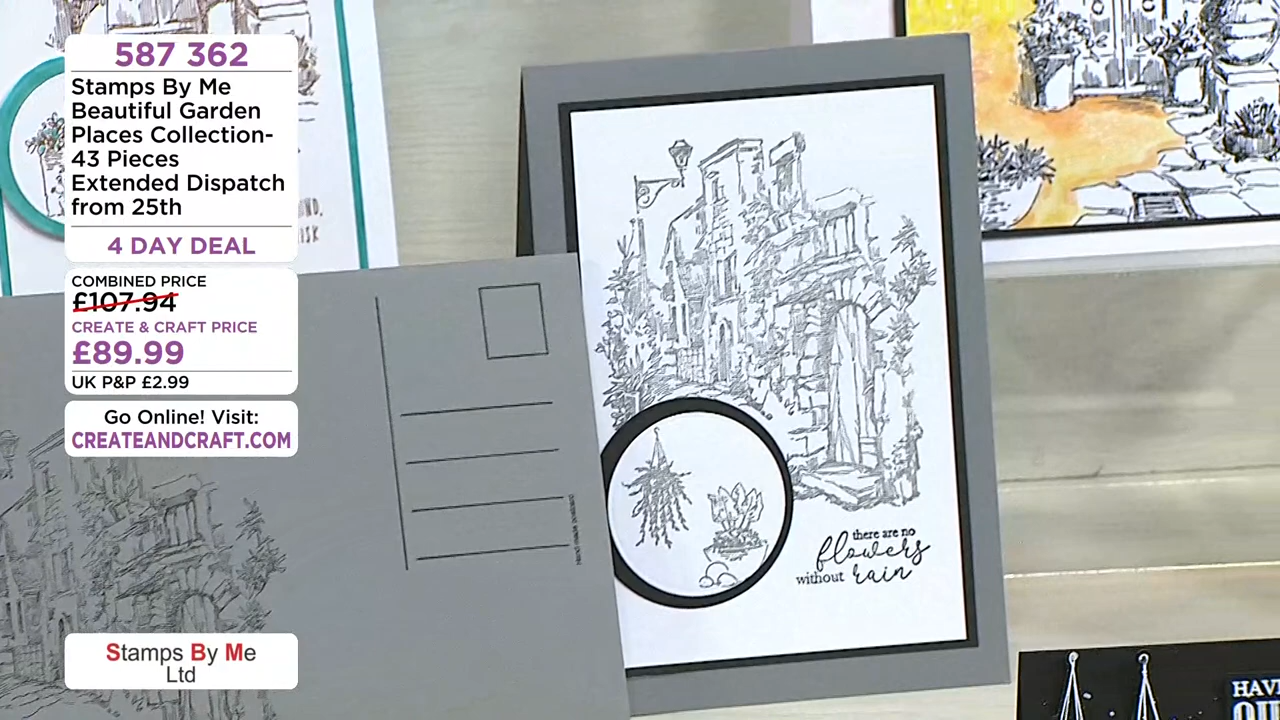 587 362
Stamps By Me
Beautiful Garden
Places Collection-
43 Pieces
Extended Dispatch
from 25th
4 DAY DEAL
COMBINED PRICE
£107.94
CREATE & CRAFT PRICE
£89.99
UK P&P £2.99
Go Online! Visit:
CREATEANDCRAFT.COM
Stamps By Me
Ltd
there are no
flowers
without rain
HAVE